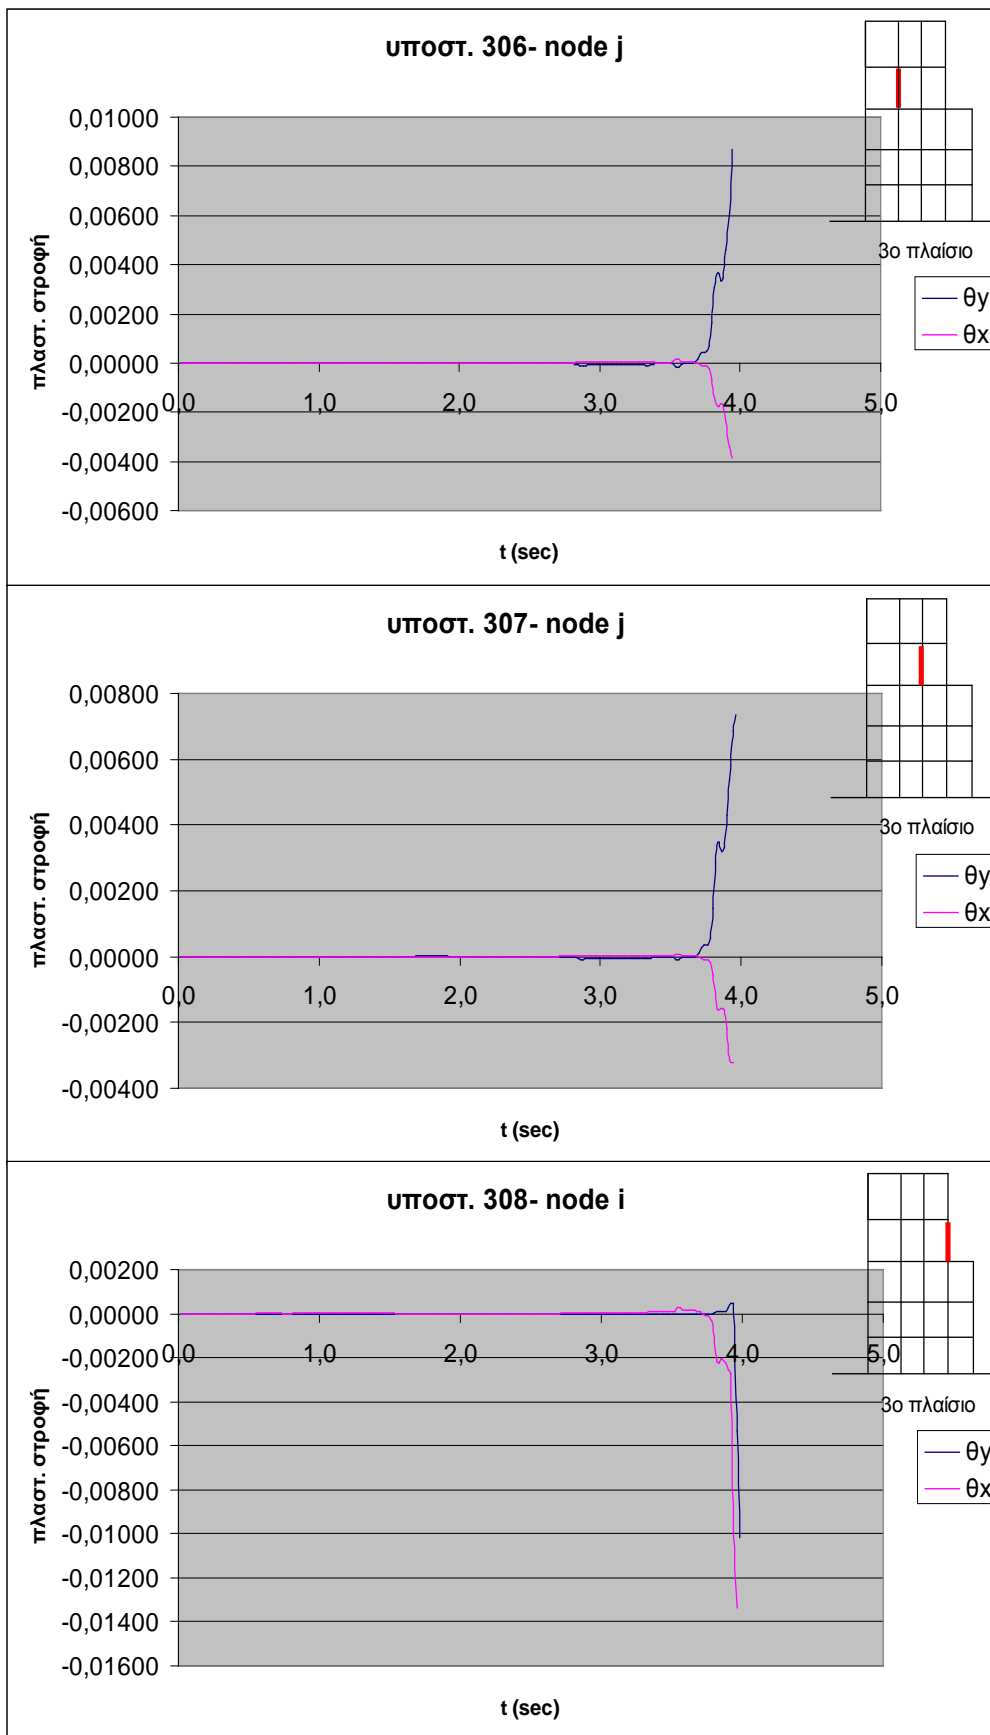 υποστ. 306- node j
0,01000
0,00800
0,00600
0,00400
0,00200
0,00000
-0,00200
-0,00400
-0,00600
0,0 1,0 2,0 3,0 4,0 5,0
πλαστ. στροφή
t (sec)
3ο πλαίσιο
θy
θx
υποστ. 307- node j
0,00800
0,00600
0,00400
0,00200
0,00000
-0,00200
-0,00400
0,0 1,0 2,0 3,0 4,0 5,0
πλαστ. στροφή
t (sec)
3ο πλαίσιο
θy
θx
υποστ. 308- node i
0,00200
0,00000
-0,00200
-0,00400
-0,00600
-0,00800
-0,01000
-0,01200
-0,01400
-0,01600
0,0 1,0 2,0 3,0 4,0 5,0
πλαστ. στροφή
t (sec)
3ο πλαίσιο
θy
θx